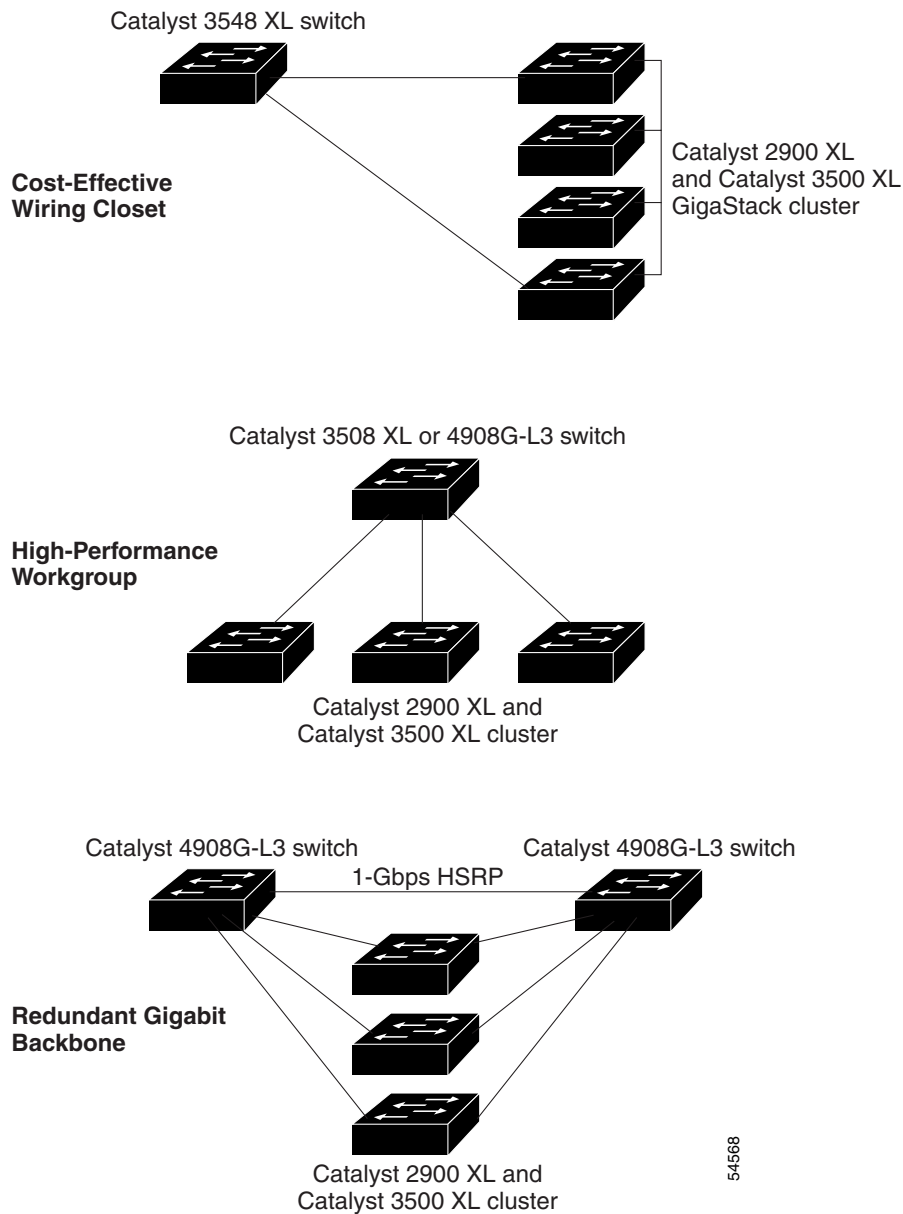 Catalyst 3548 XL switch
Cost-Effective
Wiring Closet
Catalyst 2900 XL
and Catalyst 3500 XL
GigaStack cluster
Catalyst 3508 XL or 4908G-L3 switch
High-Performance
Workgroup
Catalyst 2900 XL and
Catalyst 3500 XL cluster
Catalyst 4908G-L3 switch
Catalyst 4908G-L3 switch
1-Gbps HSRP
Redundant Gigabit
Backbone
Catalyst 2900 XL and
Catalyst 3500 XL cluster
54568